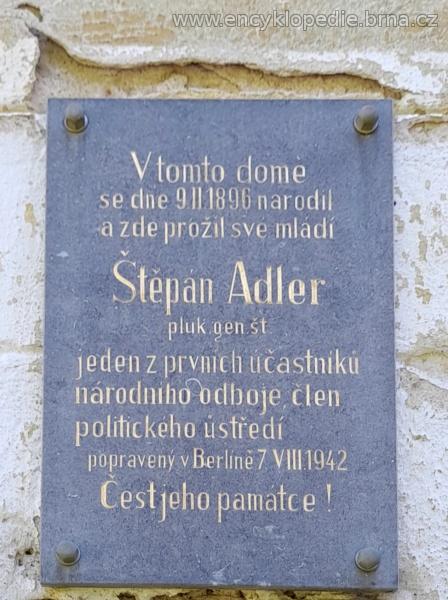 www.encyklopedie.brna.cz
V tomto domě
se dne 9.II.1896 narodil
a zde prožil své mládí
Štěpán Adler
pluk. gen. št.
jeden z prvních účastníků
národního odboje, člen
politického ústředí,
popravený v Berlíně 7. VIII. 1942
Čest jeho památce !